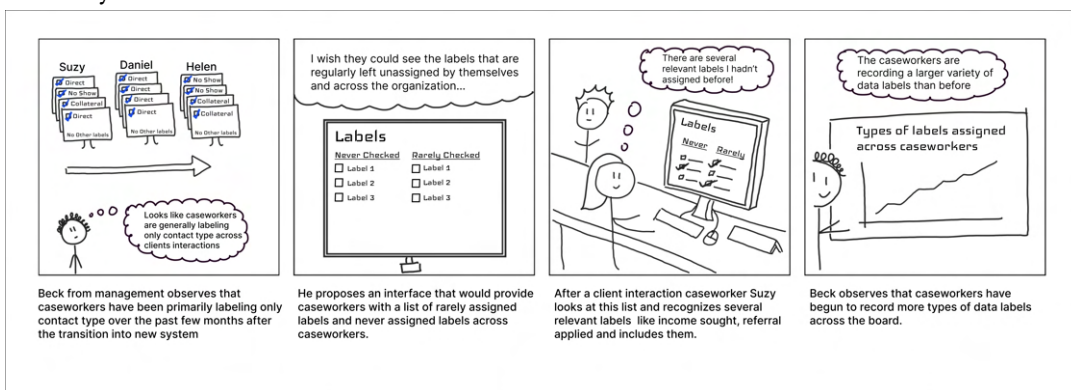 Suzy
Daniel
Helen
Direct
No Show
Collateral
Direct
No Other labels
Direct
Direct
Direct
Direct
No Other labels
No Show
Direct
Collateral
Collateral
No Other labels
Looks like caseworkers
are generally labeling
only contact type across
clients interactions
Beck from management observes that
caseworkers have been primarily labeling only
contact type over the past few months after
the transition into new system
I wish they could see the labels that are
regularly left unassigned by themselves
and across the organization...
Labels
Never Checked
Rarely Checked
Label 1
Label 1
Label 2
Label 2
Label 3
Label 3
He proposes an interface that would provide
caseworkers with a list of rarely assigned
labels and never assigned labels across
caseworkers.
There are several
relevant labels I hadn't
assigned before!
Labels
Never
Rarely
After a client interaction caseworker Suzy
looks at this list and recognizes several
relevant labels like income sought, referral
applied and includes them.
The caseworkers are
recording a larger variety of
data labels than before
Types of labels assigned
across caseworkers
Beck observes that caseworkers have
begun to record more types of data labels
across the board.